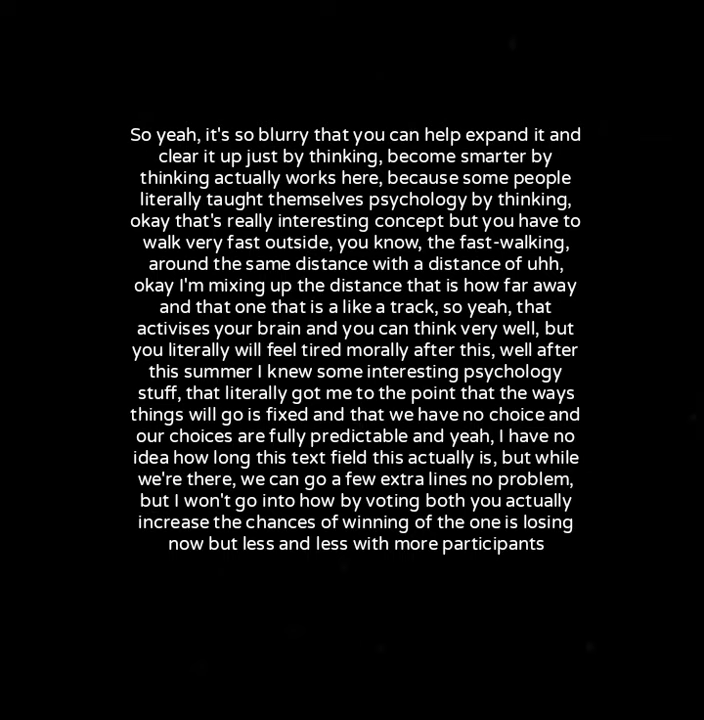 So yeah, it's so blurry that you can help expand it and
clear it up just by thinking, become smarter by
thinking actually works here, because some people
literally taught themselves psychology by thinking,
okay that's really interesting concept but you have to
walk very fast outside, you know, the fast-walking,
around the same distance with a distance of uhh,
okay I'm mixing up the distance that is how far away
and that one that is a like a track, so yeah, that
activises your brain and you can think very well, but
you literally will feel tired morally after this, well after
this summer I knew some interesting psychology
stuff, that literally got me to the point that the ways
things will go is fixed and that we have no choice and
our choices are fully predictable and yeah, I have no
idea how long this text field this actually is, but while
we're there, we can go a few extra lines no problem,
but I won't go into how by voting both you actually
increase the chances of winning of the one is losing
now but less and less with more participants